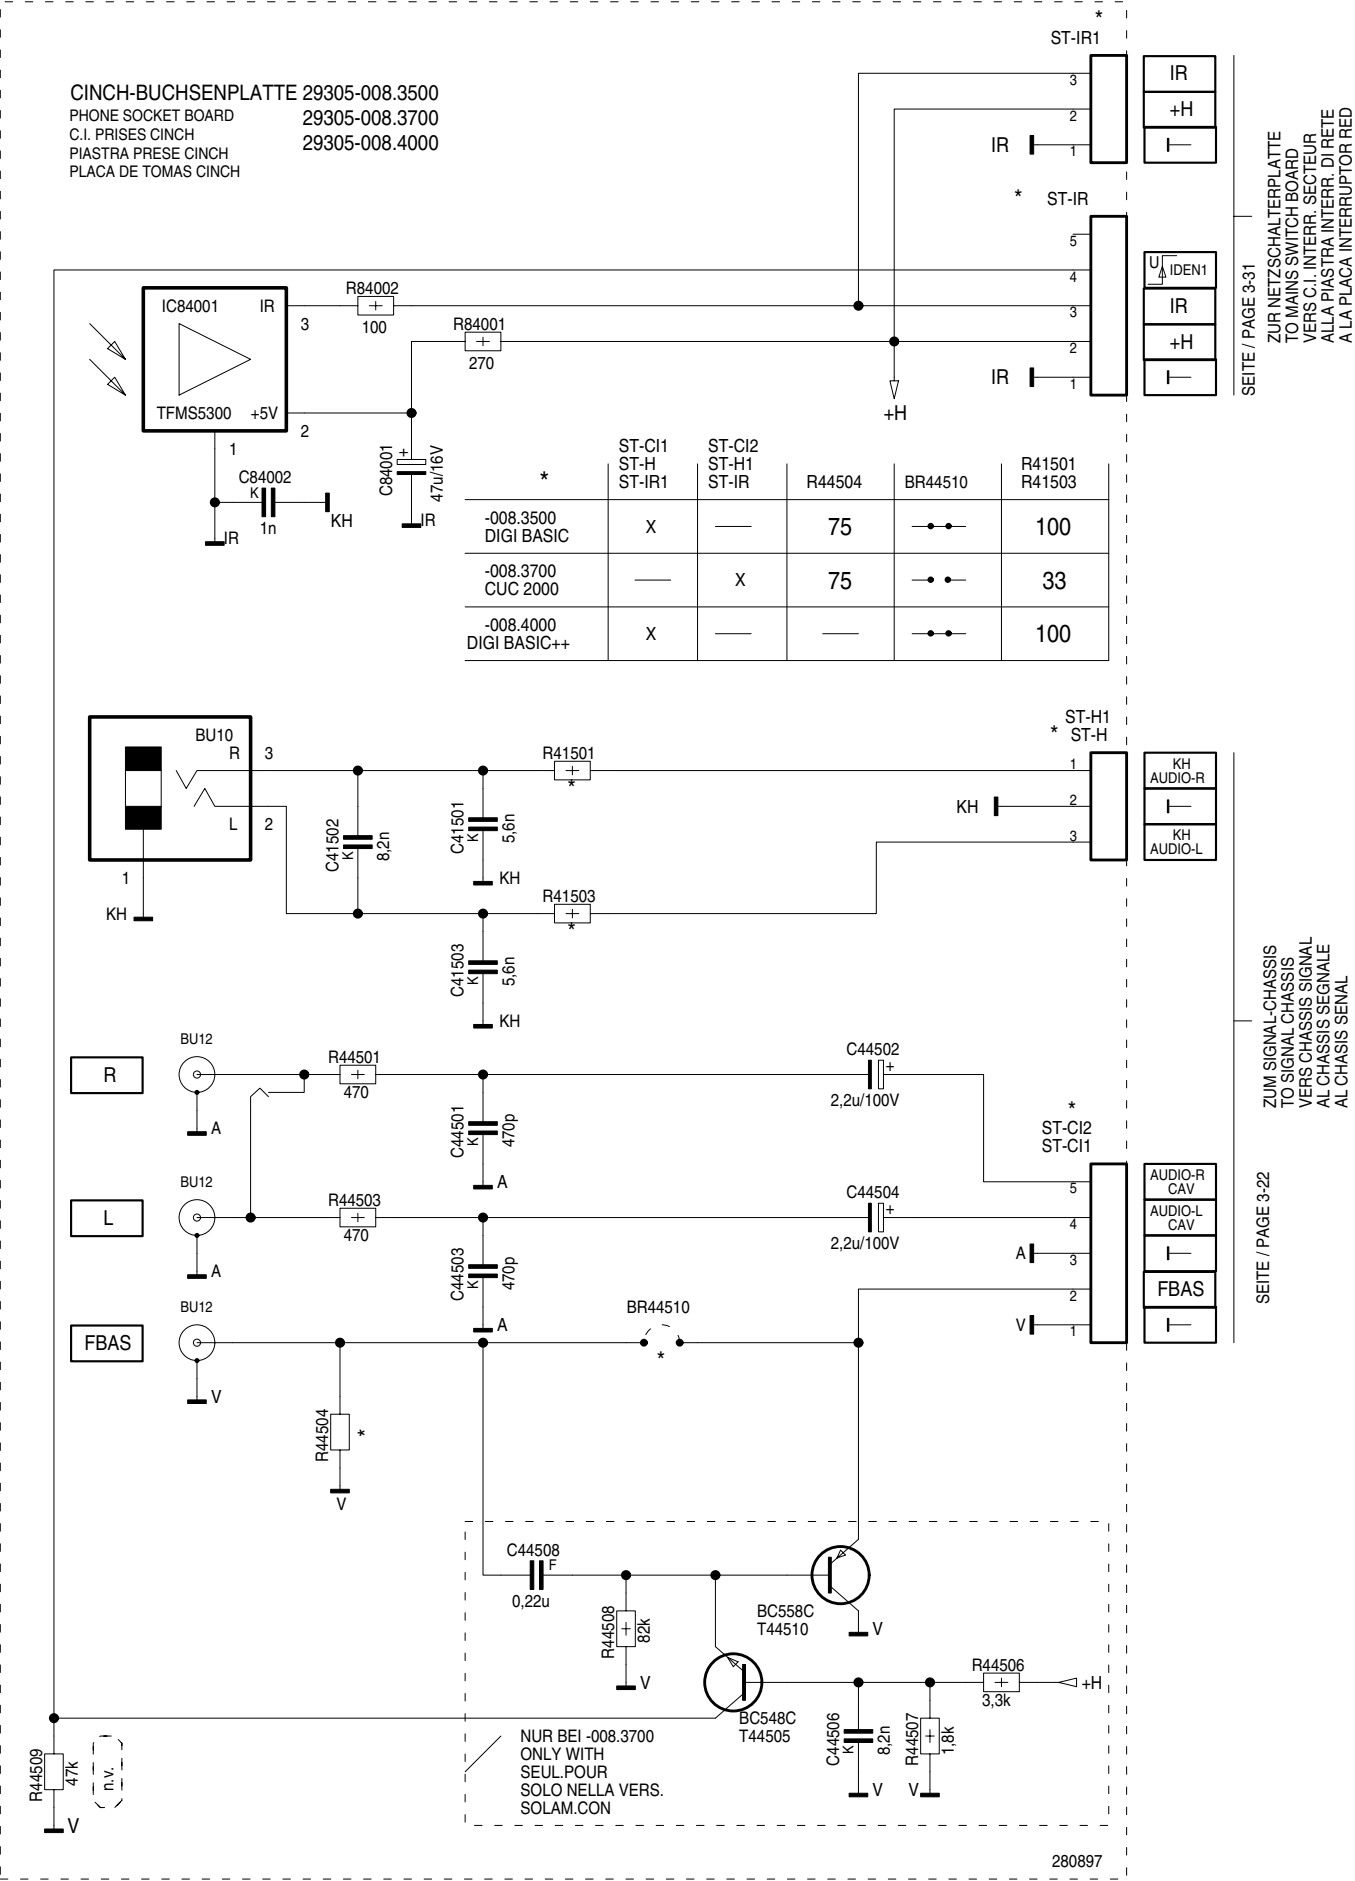 CINCH-BUCHSENPLATTE 29305-008.3500
PHONE SOCKET BOARD 29305-008.3700
C.I. PRISES CINCH
PIASTRA PRESE CINCH 29305-008.4000
PLACA DE TOMAS CINCH
*
ST-IR1
3
2
1
IR
IR
+H
* ST-IR
5
4
3
2
1
IR
U IDEN1
IR
+H
SEITE / PAGE 3-31
ZUR NETZSCHALTERPLATTE
TO MAINS SWITCH BOARD
VERS C.I. INTERR. SECTEUR
ALLA PIASTRA INTERR. DI RETE
A LA PLACA INTERRUPTOR RED
IC84001 IR
3
TFMS5300 +5V
2
1
R84002
100
R84001
270
+H
C84002
K
1n
KH
IR
C84001
+
47u/16V
IR
*
ST-CI1
ST-H
ST-IR1
ST-CI2
ST-H1
ST-IR
R44504
BR44510
R41501
R41503
-008.3500
DIGI BASIC
X
75
100
-008.3700
CUC 2000
X
75
33
-008.4000
DIGI BASIC++
X
100
BU10
R 3
L 2
1
KH
C41502
K
8,2n
C41501
K
5,6n
KH
R41501
*
R41503
*
C41503
K
5,6n
KH
ST-H1
* ST-H
1
2
3
KH
KH
AUDIO-R
KH
AUDIO-L
ZUM SIGNAL-CHASSIS
TO SIGNAL CHASSIS
VERS CHASSIS SIGNAL
AL CHASSIS SEGNALE
AL CHASIS SENAL
R
BU12
A
R44501
470
C44501
K
470p
A
C44502
+
2,2u/100V
L
BU12
A
R44503
470
C44503
K
470p
A
C44504
+
2,2u/100V
*
ST-CI2
ST-CI1
5
4
3
2
1
A
V
AUDIO-R
CAV
AUDIO-L
CAV
FBAS
SEITE / PAGE 3-22
FBAS
BU12
V
R44504
*
V
BR44510
*
C44508
F
0,22u
R44508
82k
V
BC558C
T44510
V
BC548C
T44505
R44506
3,3k
+H
C44506
K
8,2n
V
R44507
1,8k
V
NUR BEI -008.3700
ONLY WITH
SEUL.POUR
SOLO NELLA VERS.
SOLAM.CON
R44509
47k
V
n.v.
280897